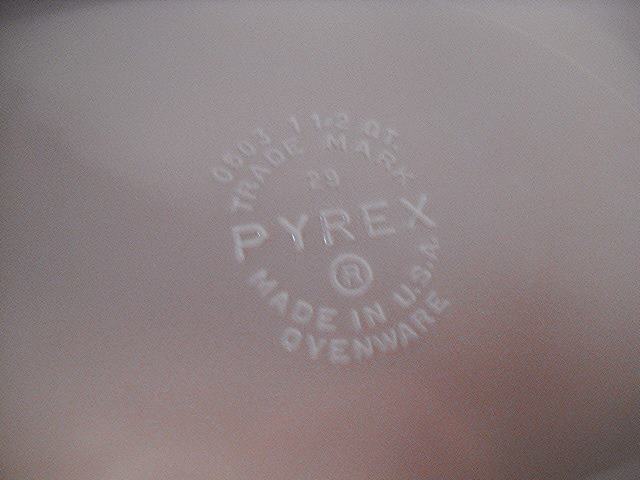 0503 1 1•2 QT.
TRADE MARK
29
PYREX
®
MADE IN U.S.A.
OVENWARE